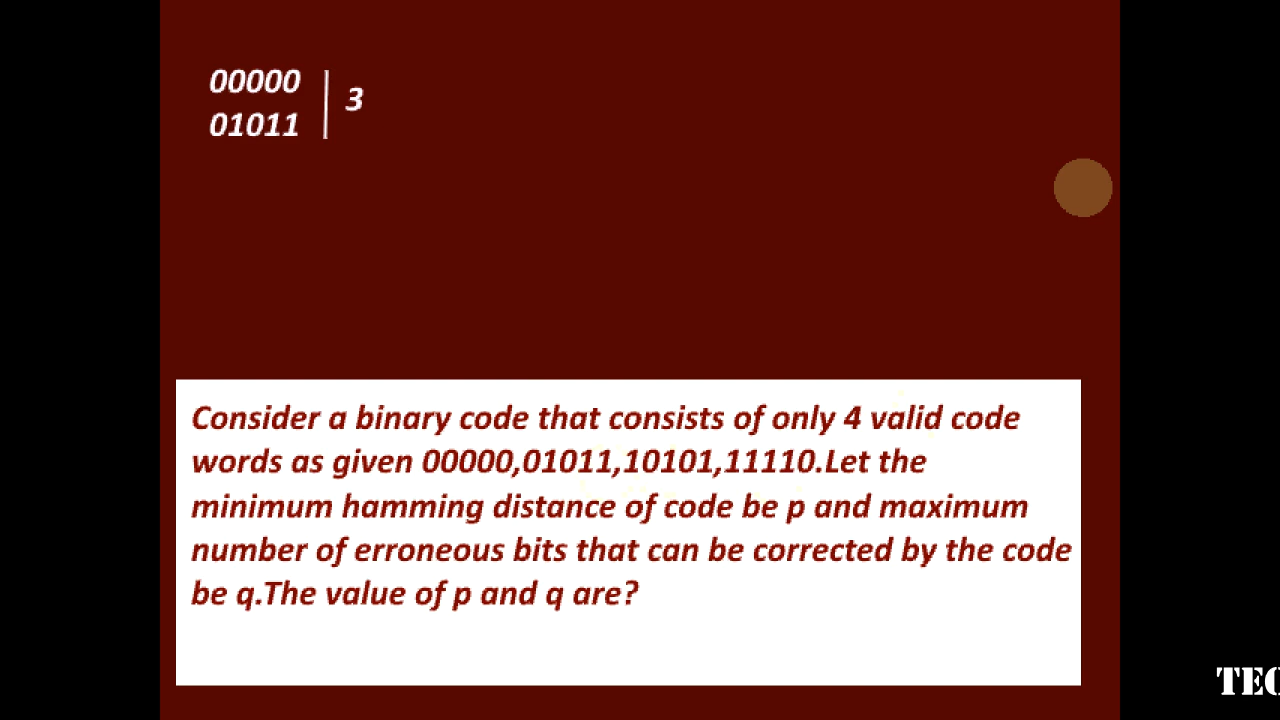 00000
01011
3
Consider a binary code that consists of only 4 valid code
words as given 00000,01011,10101,11110.Let the
minimum hamming distance of code be p and maximum
number of erroneous bits that can be corrected by the code
be q.The value of p and q are?